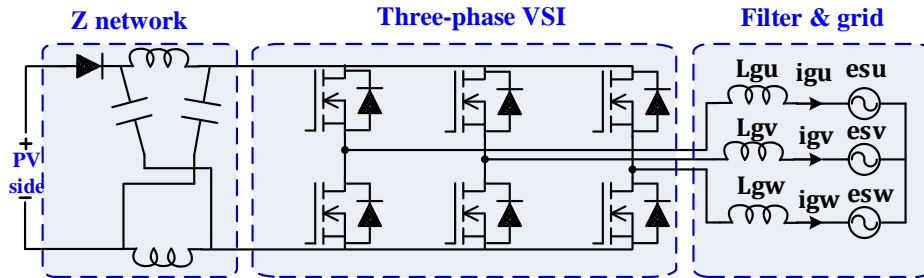 Z network
Three-phase VSI
Filter & grid
Lgu
igu
esu
+
PV
side
Lgv
igv
esv
Lgw
igw
esw